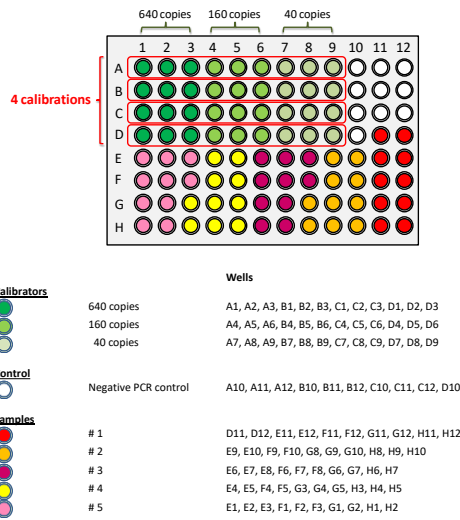 640 copies 160 copies 40 copies
1 2 3 4 5 6 7 8 9 10 11 12
A
B
4 calibrations
C
D
E
F
G
H
Wells
alibrators
640 copies A1, A2, A3, B1, B2, B3, C1, C2, C3, D1, D2, D3
160 copies A4, A5, A6, B4, B5, B6, C4, C5, C6, D4, D5, D6
40 copies A7, A8, A9, B7, B8, B9, C7, C8, C9, D7, D8, D9
ontrol
Negative PCR control A10, A11, A12, B10, B11, B12, C10, C11, C12, D10
amples
# 1 D11, D12, E11, E12, F11, F12, G11, G12, H11, H12
# 2 E9, E10, F9, F10, G8, G9, G10, H8, H9, H10
# 3 E6, E7, E8, F6, F7, F8, G6, G7, H6, H7
# 4 E4, E5, F4, F5, G3, G4, G5, H3, H4, H5
# 5 E1, E2, E3, F1, F2, F3, G1, G2, H1, H2